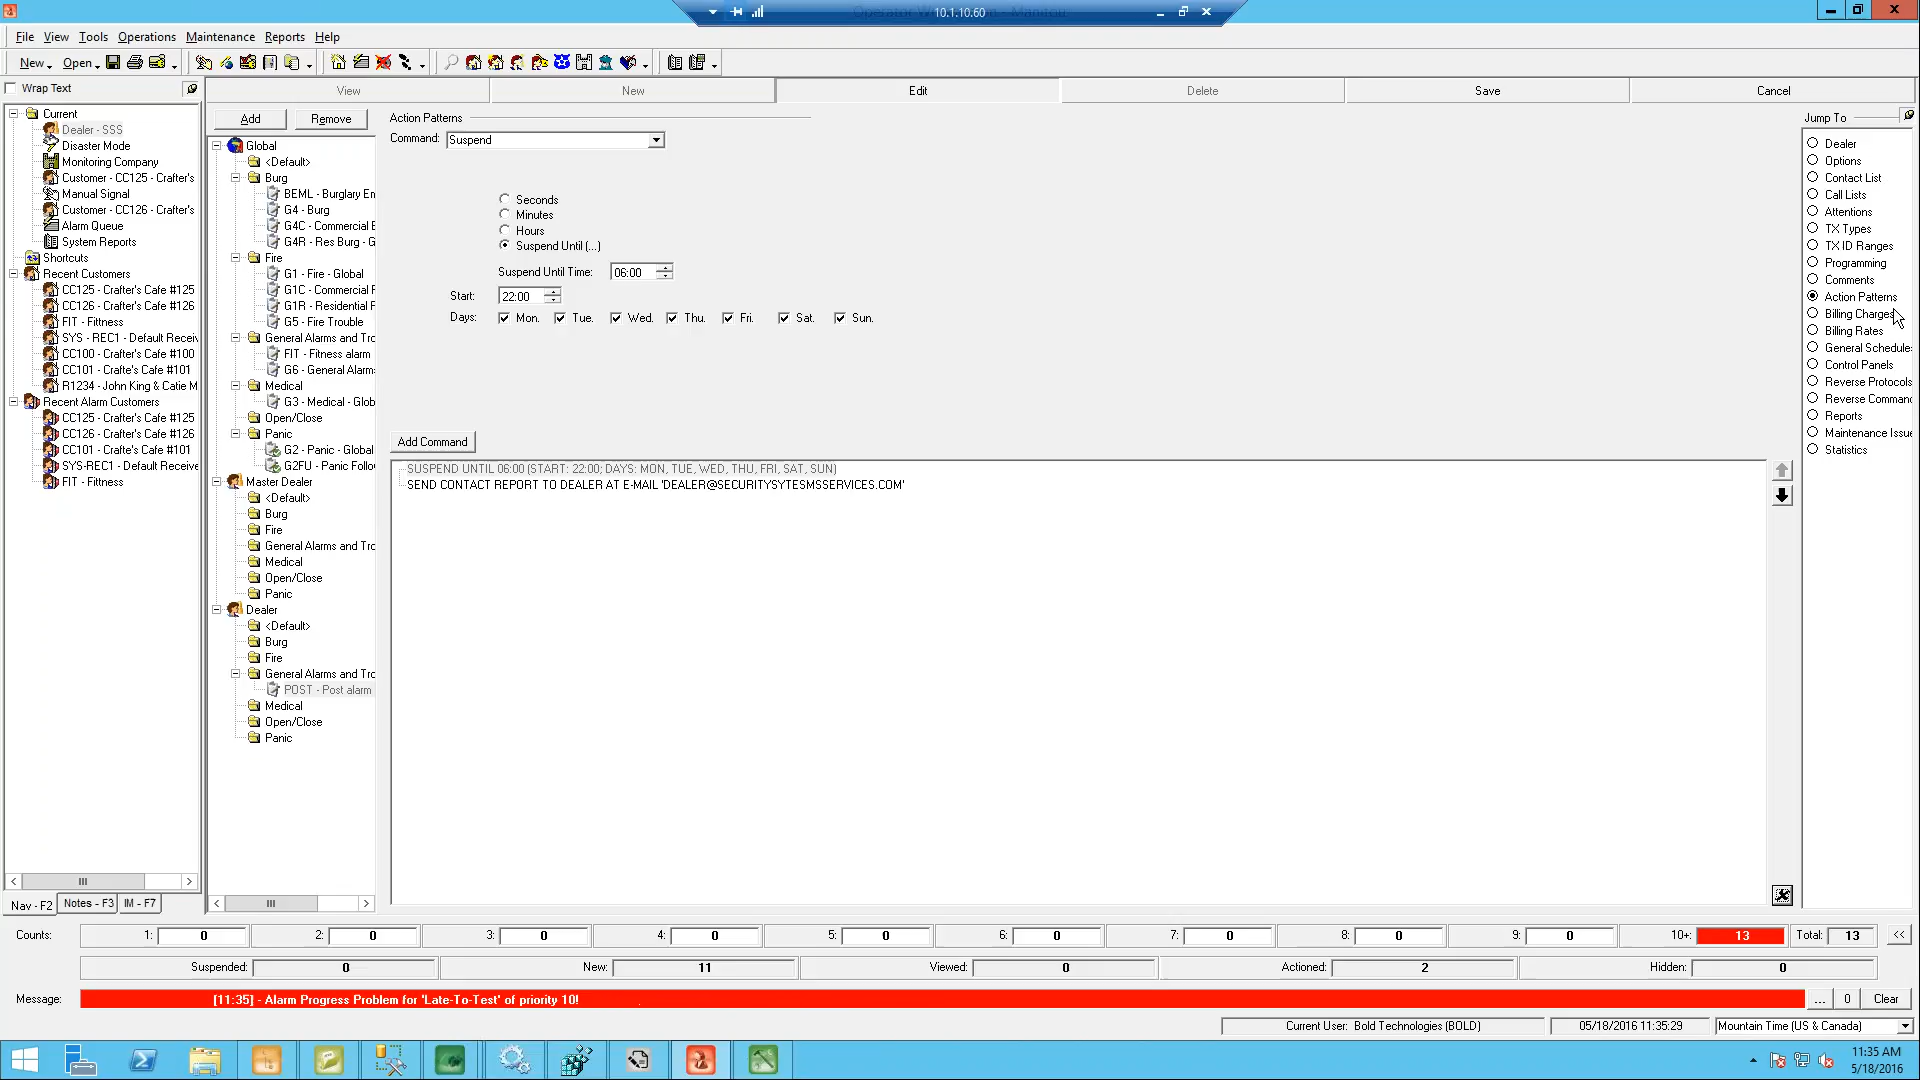 10.1.10.60
File View Tools Operations Maintenance Reports Help
New Open
Wrap Text
View New Edit Delete Save Cancel
Current
Dealer - SSS
Disaster Mode
Monitoring Company
Customer - CC125 - Crafter's
Manual Signal
Customer - CC126 - Crafter's
Alarm Queue
System Reports
Shortcuts
Recent Customers
CC125 - Crafter's Cafe #125
CC126 - Crafter's Cafe #126
FIT - Fitness
SYS - REC1 - Default Receiv
CC100 - Crafter's Cafe #100
CC101 - Crafte's Cafe #101
R1234 - John King & Catie M
Recent Alarm Customers
CC125 - Crafter's Cafe #125
CC126 - Crafter's Cafe #126
CC101 - Crafte's Cafe #101
SYS-REC1 - Default Receive
FIT - Fitness
Nav - F2 Notes - F3 IM - F7
Add Remove
Global
<Default>
Burg
BEML - Burglary En
G4 - Burg
G4C - Commercial E
G4R - Res Burg - G
Fire
G1 - Fire - Global
G1C - Commercial F
G1R - Residential F
G5 - Fire Trouble
General Alarms and Tro
FIT - Fitness alarm
G6 - General Alarm
Medical
G3 - Medical - Glob
Open/Close
Panic
G2 - Panic - Global
G2FU - Panic Follo
Master Dealer
<Default>
Burg
Fire
General Alarms and Tro
Medical
Open/Close
Panic
Dealer
<Default>
Burg
Fire
General Alarms and Tro
POST - Post alarm
Medical
Open/Close
Panic
Action Patterns
Command: Suspend
Seconds
Minutes
Hours
Suspend Until (...)
Suspend Until Time: 06:00
Start: 22:00
Days: Mon. Tue. Wed. Thu. Fri. Sat. Sun.
Add Command
SUSPEND UNTIL 06:00 (START: 22:00; DAYS: MON, TUE, WED, THU, FRI, SAT, SUN)
SEND CONTACT REPORT TO DEALER AT E-MAIL 'DEALER@SECURITYSYTESMSSERVICES.COM'
Jump To
Dealer
Options
Contact List
Call Lists
Attentions
TX Types
TX ID Ranges
Programming
Comments
Action Patterns
Billing Charges
Billing Rates
General Schedule
Control Panels
Reverse Protocols
Reverse Comman
Reports
Maintenance Issu
Statistics
Counts: 1: 0 2: 0 3: 0 4: 0 5: 0 6: 0 7: 0 8: 0 9: 0 10+: 13 Total: 13 <<
Suspended: 0 New: 11 Viewed: 0 Actioned: 2 Hidden: 0
Message: [11:35] - Alarm Progress Problem for 'Late-To-Test' of priority 10! ... 0 Clear
Current User: Bold Technologies (BOLD) 05/18/2016 11:35:29 Mountain Time (US & Canada)
11:35 AM
5/18/2016